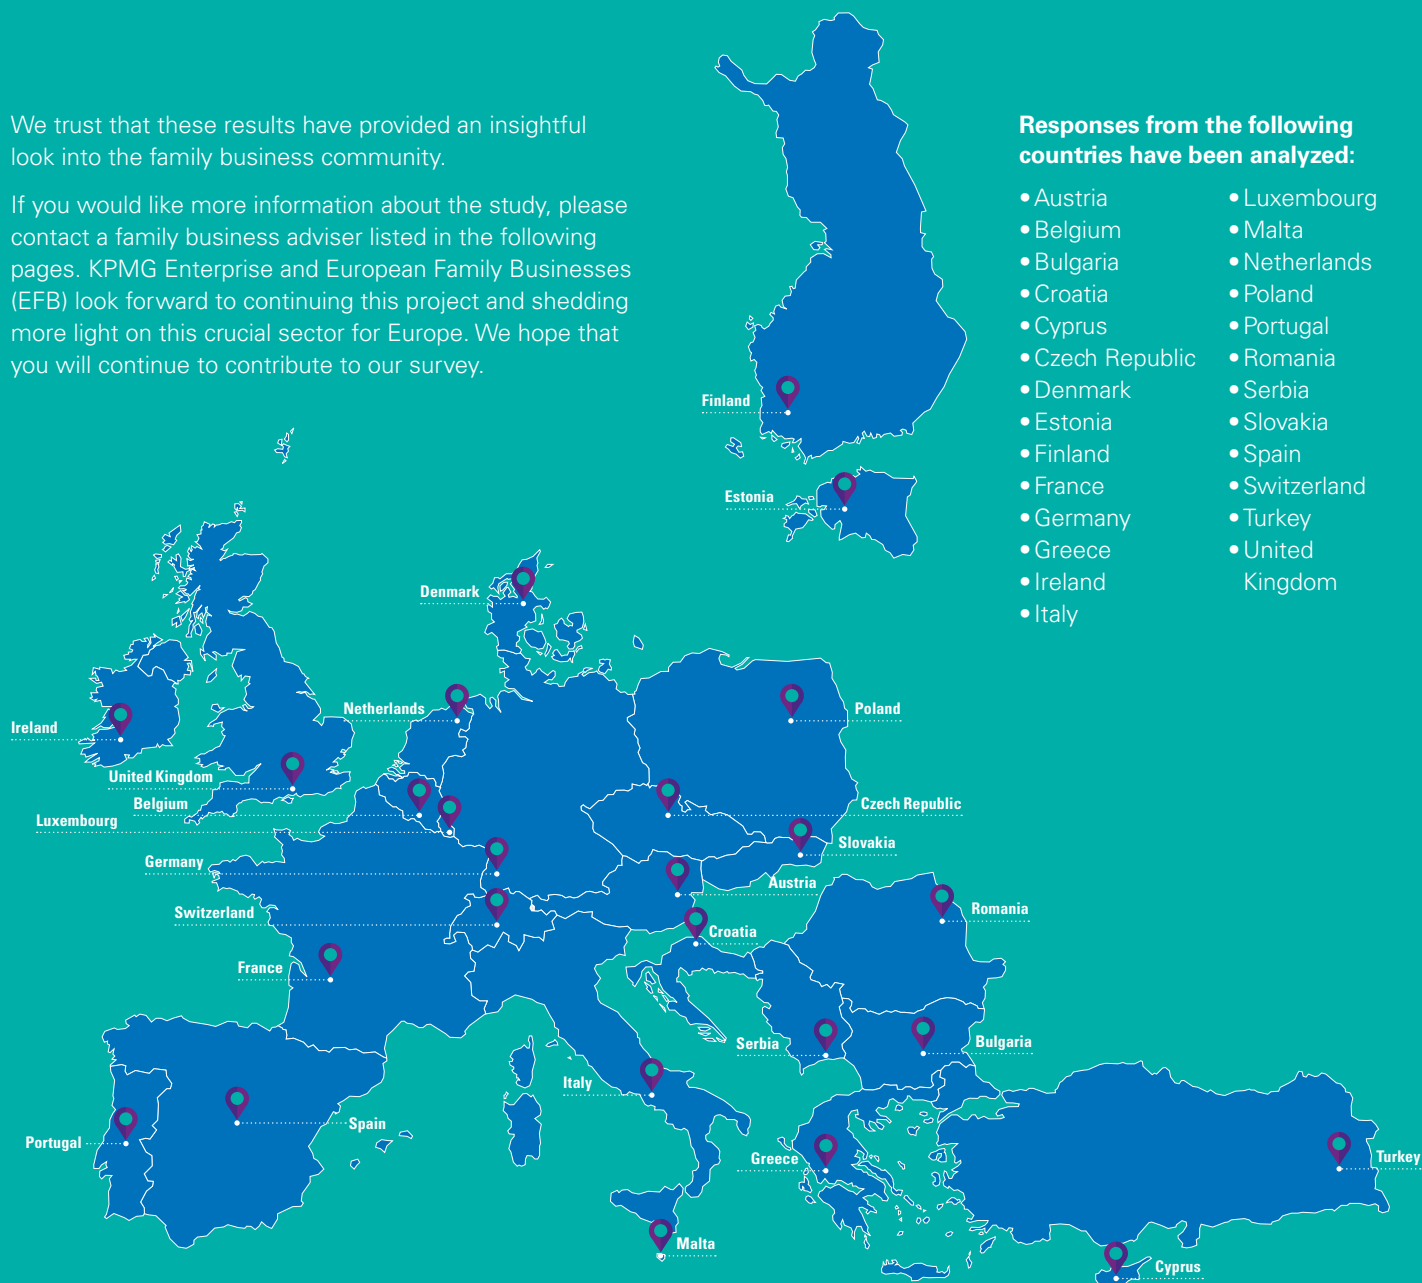 We trust that these results have provided an insightful
look into the family business community.
If you would like more information about the study, please
contact a family business adviser listed in the following
pages. KPMG Enterprise and European Family Businesses
(EFB) look forward to continuing this project and shedding
more light on this crucial sector for Europe. We hope that
you will continue to contribute to our survey.
Responses from the following
countries have been analyzed:
• Austria
• Belgium
• Bulgaria
• Croatia
• Cyprus
• Czech Republic
• Denmark
• Estonia
• Finland
• France
• Germany
• Greece
• Ireland
• Italy
• Luxembourg
• Malta
• Netherlands
• Poland
• Portugal
• Romania
• Serbia
• Slovakia
• Spain
• Switzerland
• Turkey
• United
Kingdom
Finland
Estonia
Denmark
Netherlands
Poland
Ireland
United Kingdom
Belgium
Czech Republic
Luxembourg
Slovakia
Germany
Austria
Switzerland
Romania
Croatia
France
Serbia
Bulgaria
Italy
Spain
Portugal
Greece
Turkey
Malta
Cyprus